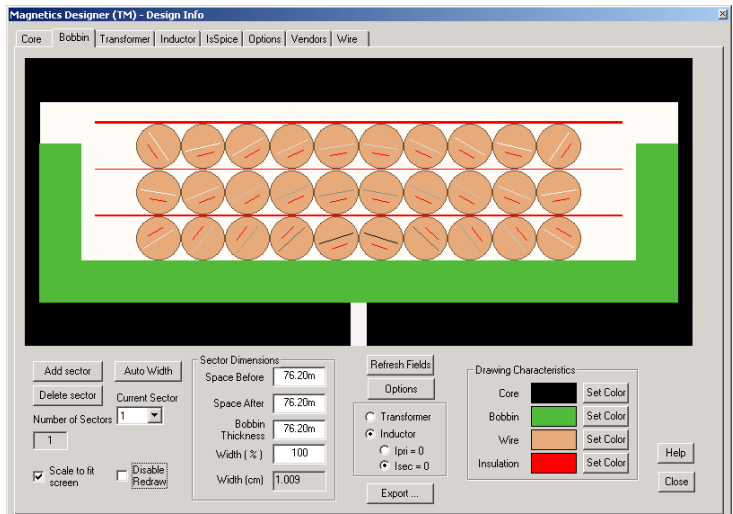 Magnetics Designer (TM) - Design Info
Core Bobbin Transformer Inductor IsSpice Options Vendors Wire
Add sector
Auto Width
Delete sector
Current Sector
1
Number of Sectors
1
Scale to fit
screen
Disable
Redraw
Sector Dimensions
Space Before 76.20m
Space After 76.20m
Bobbin
Thickness 76.20m
Width ( % ) 100
Width (cm) 1.009
Refresh Fields
Options
Transformer
Inductor
Ipri = 0
Isec = 0
Export ...
Drawing Characteristics
Core Set Color
Bobbin Set Color
Wire Set Color
Insulation Set Color
Help
Close